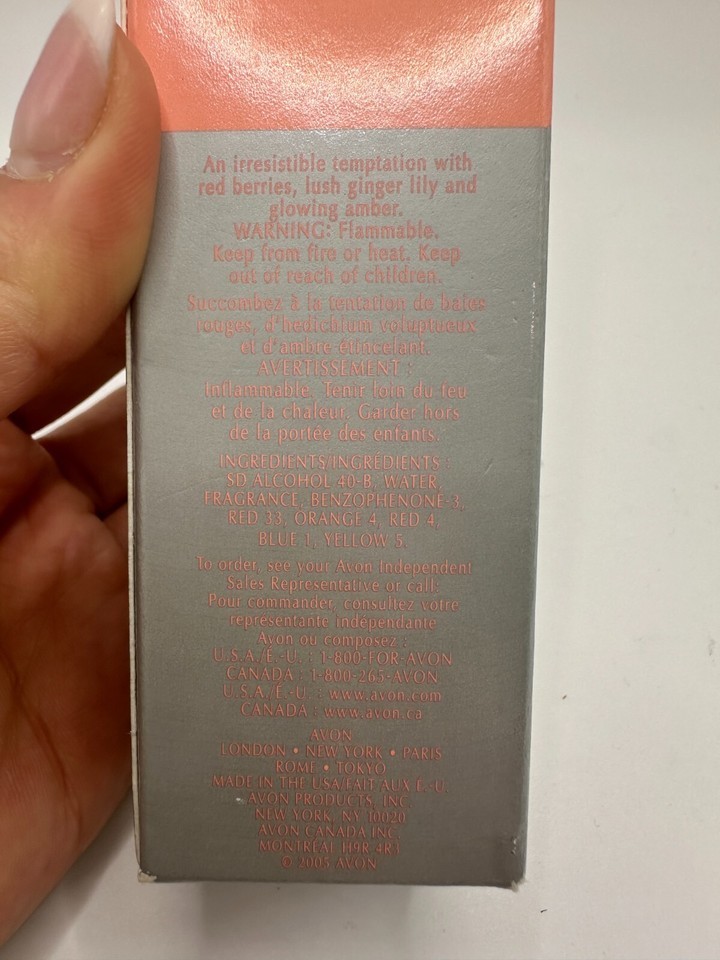 An irresistible temptation with
red berries, lush ginger lily and
glowing amber.
WARNING: Flammable.
Keep from fire or heat. Keep
out of reach of children.
Succombez à la tentation de baies
rouges, d'hedichium voluptueux
et d'ambre étincelant.
AVERTISSEMENT :
Inflammable. Tenir loin du feu
et de la chaleur. Garder hors
de la portée des enfants.
INGREDIENTS/INGRÉDIENTS :
SD ALCOHOL 40-B, WATER,
FRAGRANCE, BENZOPHENONE-3,
RED 33, ORANGE 4, RED 4,
BLUE 1, YELLOW 5.
To order, see your Avon Independent
Sales Representative or call:
Pour commander, consultez votre
représentante indépendante
Avon ou composez :
U.S.A./É.-U. : 1-800-FOR-AVON
CANADA : 1-800-265-AVON
U.S.A./É.-U. : www.avon.com
CANADA : www.avon.ca
AVON
LONDON • NEW YORK • PARIS
ROME • TOKYO
MADE IN THE USA/FAIT AUX É.-U.
AVON PRODUCTS, INC.
NEW YORK, NY 10020
AVON CANADA INC.
MONTRÉAL H9R 4R3
© 2005 AVON